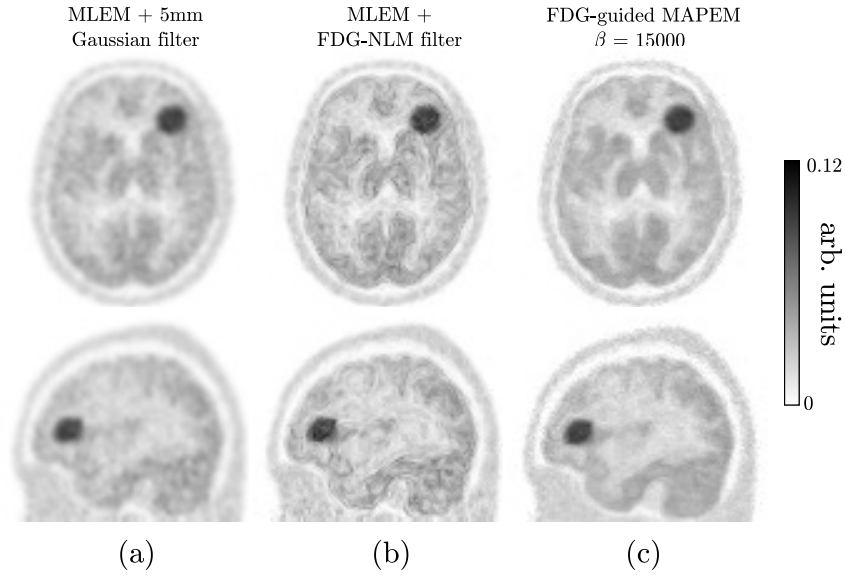 MLEM + 5mm
Gaussian filter
MLEM +
FDG-NLM filter
FDG-guided MAPEM
β = 15000
0.12
arb. units
0
(a)
(b)
(c)